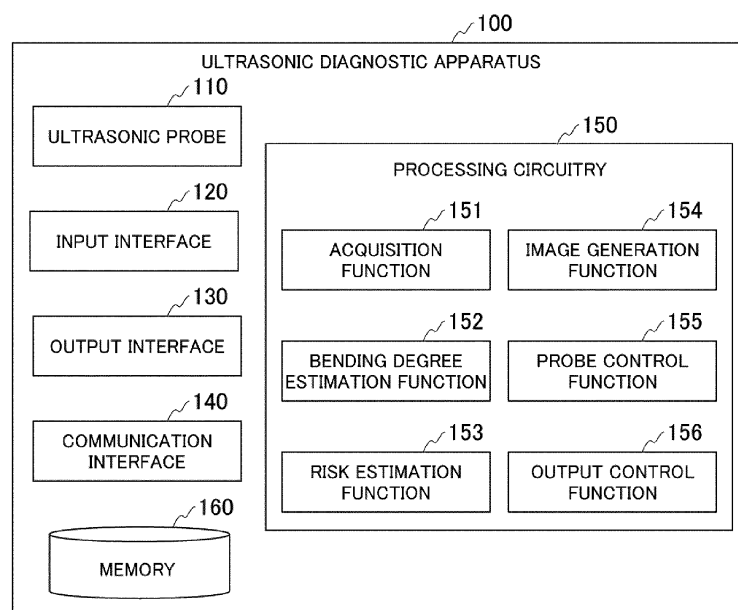 100
ULTRASONIC DIAGNOSTIC APPARATUS
110
ULTRASONIC PROBE
120
INPUT INTERFACE
130
OUTPUT INTERFACE
140
COMMUNICATION
INTERFACE
160
MEMORY
150
PROCESSING CIRCUITRY
151
ACQUISITION
FUNCTION
154
IMAGE GENERATION
FUNCTION
152
BENDING DEGREE
ESTIMATION FUNCTION
155
PROBE CONTROL
FUNCTION
153
RISK ESTIMATION
FUNCTION
156
OUTPUT CONTROL
FUNCTION